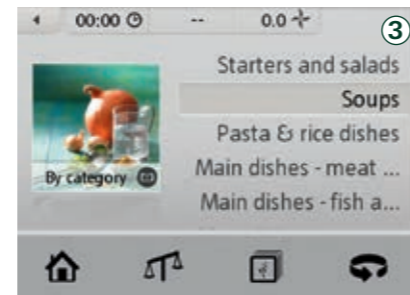 00:00 -- 0.0
3
Starters and salads
Soups
Pasta & rice dishes
Main dishes - meat ...
Main dishes - fish a...
By category